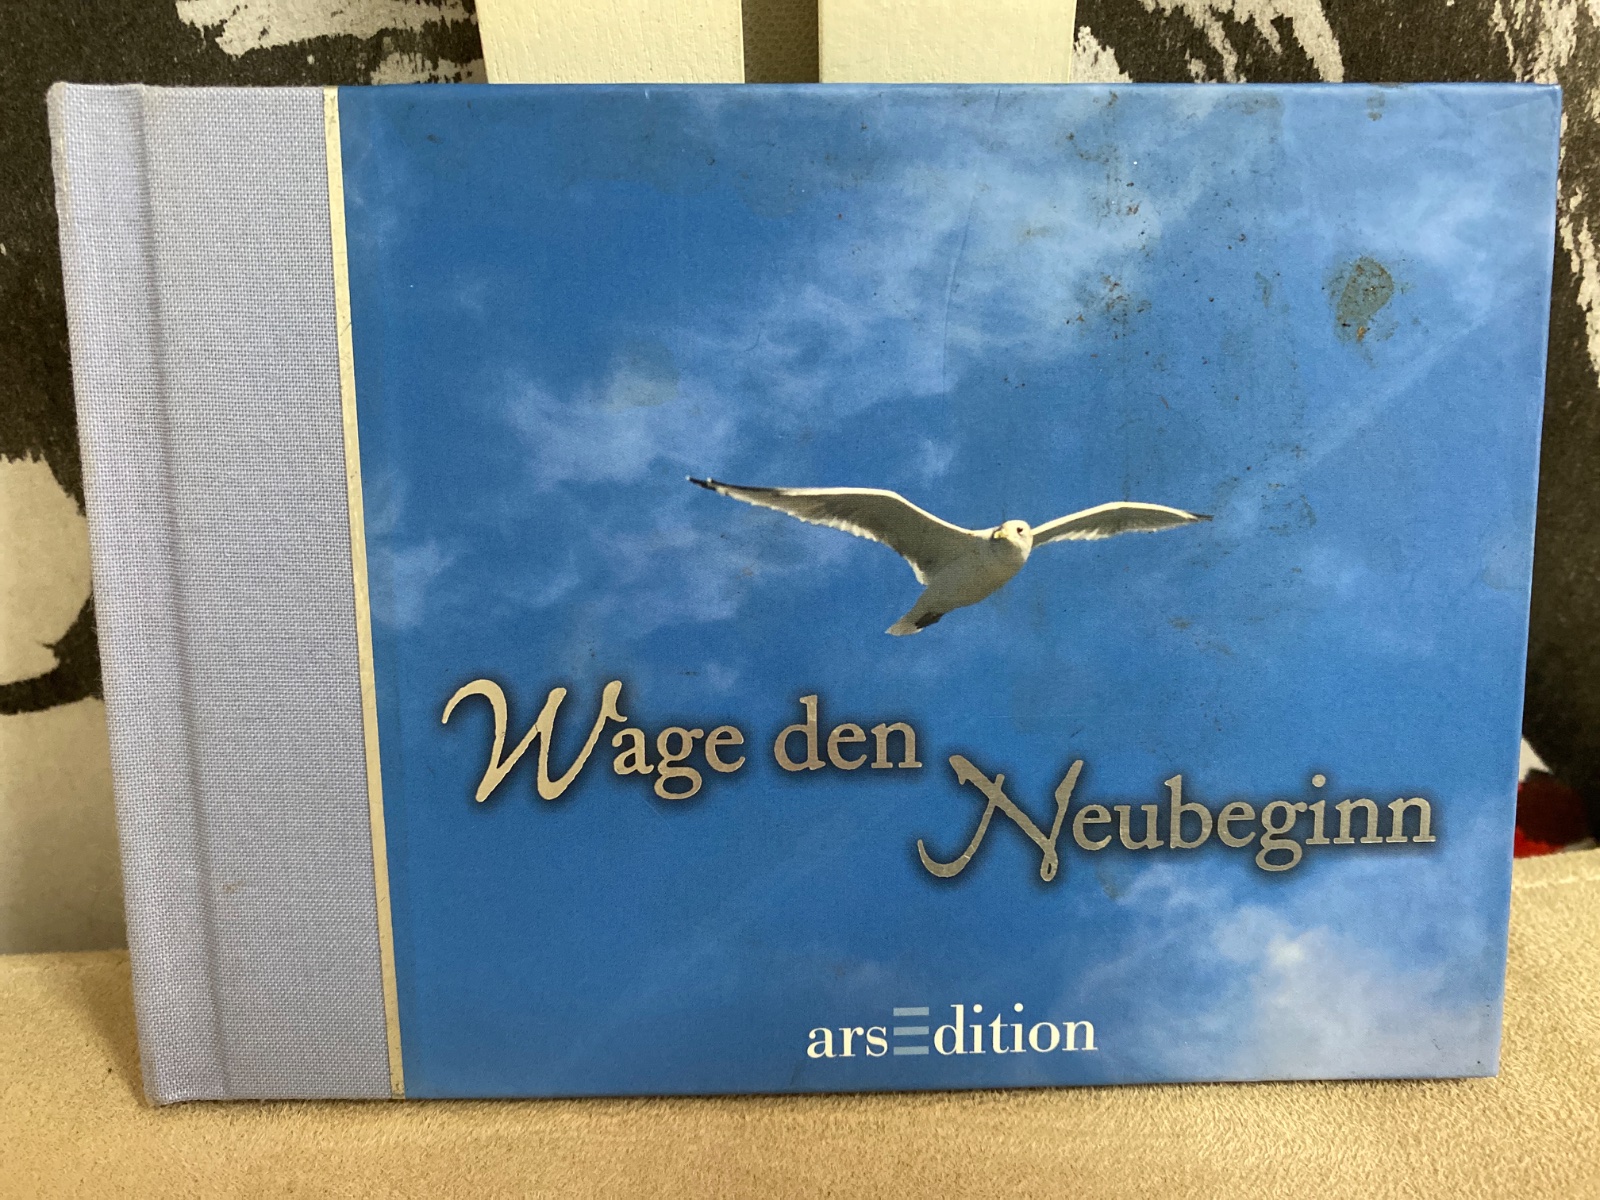 Wage den
Neubeginn
arsEdition